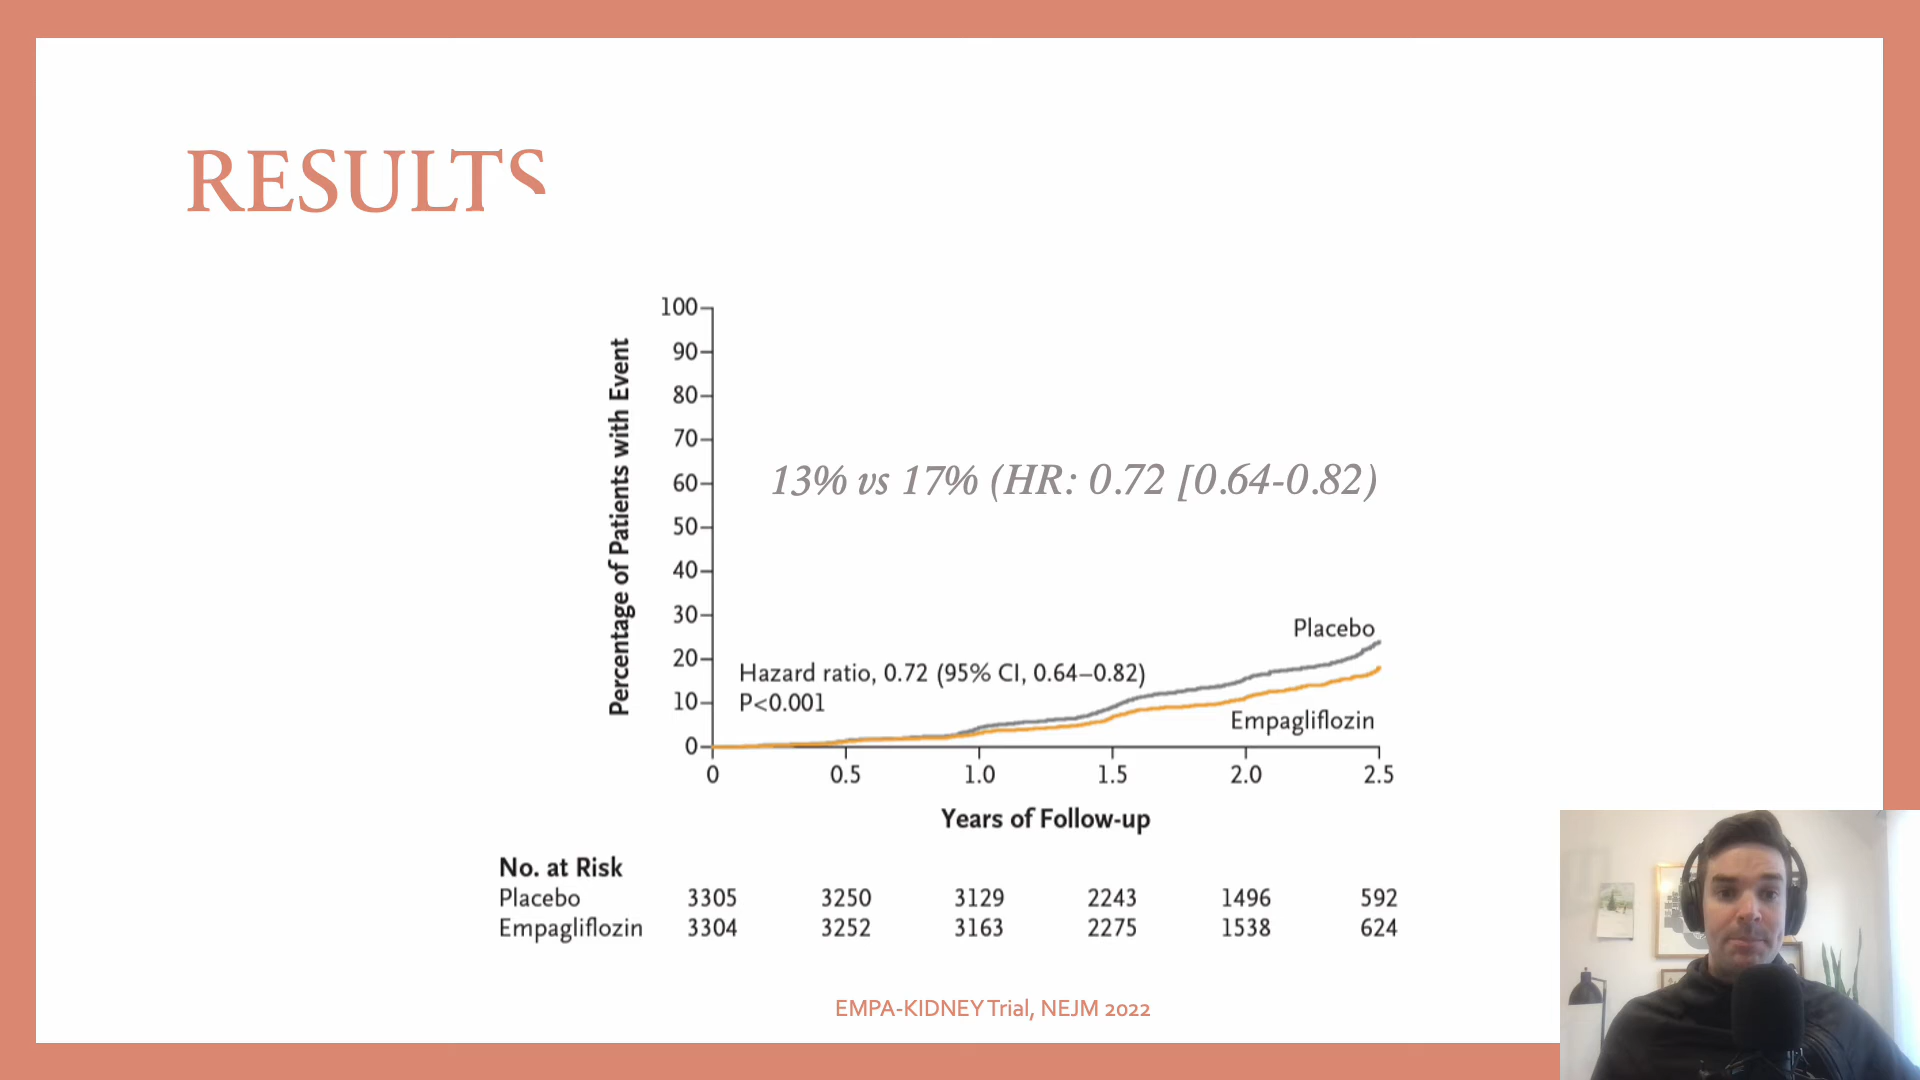 RESULTS
100
90
80
70
60
50
40
30
20
10
0
Percentage of Patients with Event
13% vs 17% (HR: 0.72 [0.64-0.82)
Placebo
Hazard ratio, 0.72 (95% CI, 0.64–0.82)
P<0.001
Empagliflozin
0 0.5 1.0 1.5 2.0 2.5
Years of Follow-up
No. at Risk
Placebo 3305 3250 3129 2243 1496 592
Empagliflozin 3304 3252 3163 2275 1538 624
EMPA-KIDNEY Trial, NEJM 2022